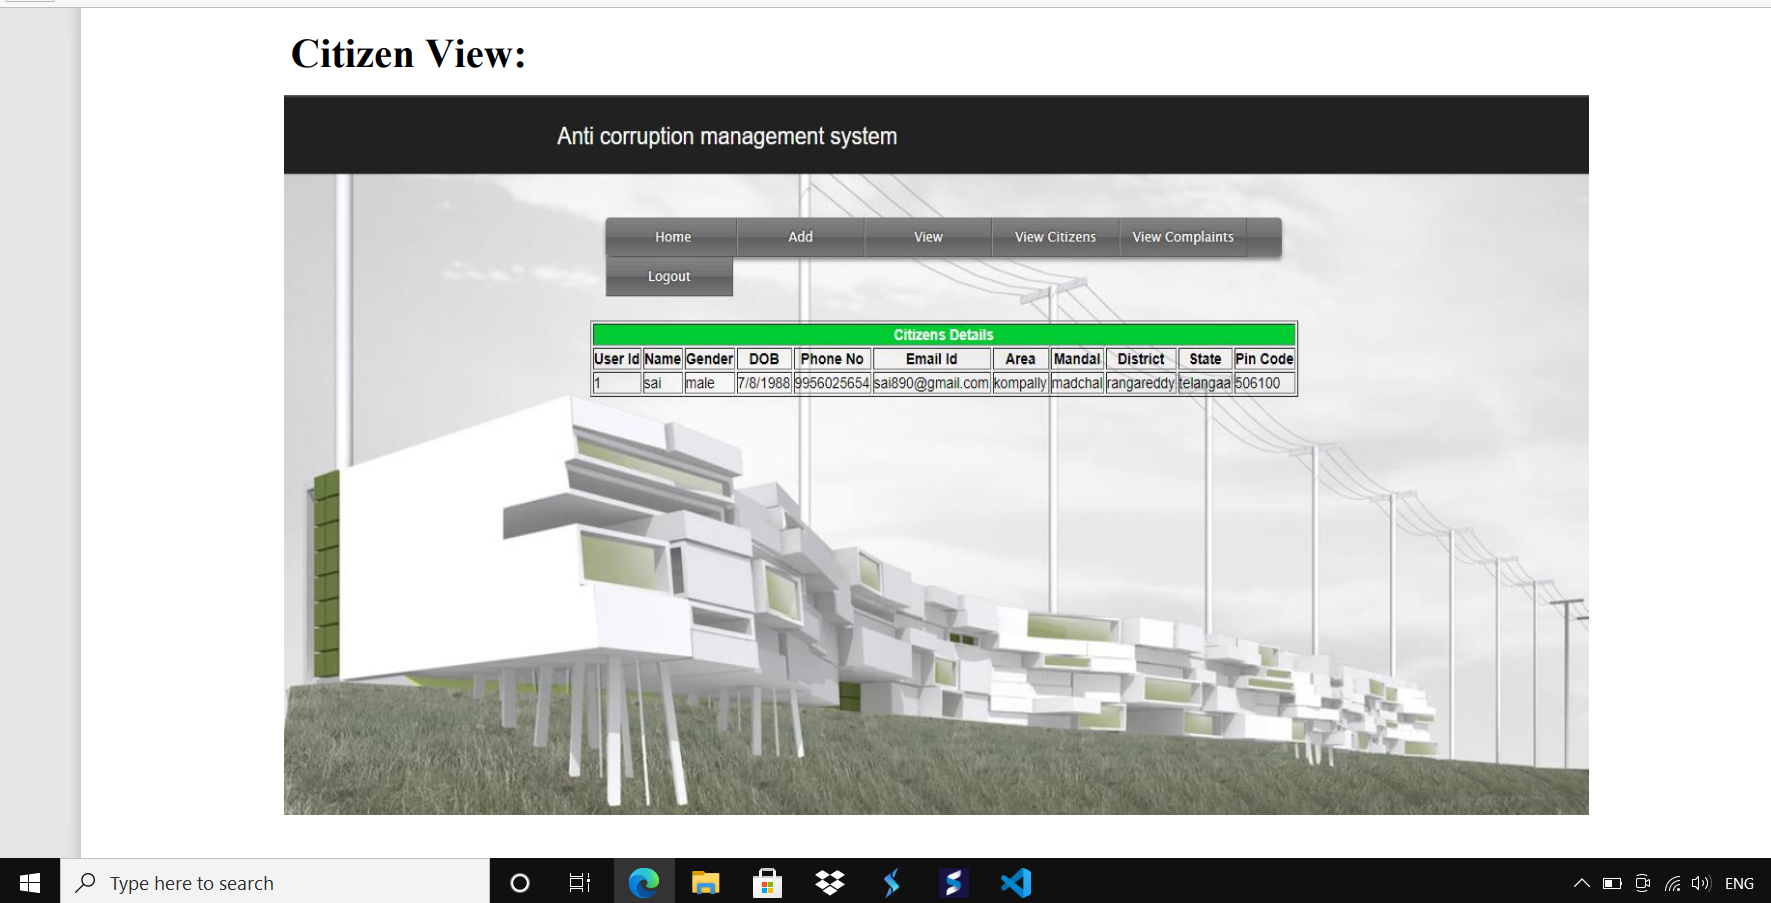 Citizen View:
Anti corruption management system
Home Add View View Citizens View Complaints
Logout
Citizens Details
User Id Name Gender DOB Phone No Email Id Area Mandal District State Pin Code
1 sai male 7/8/1988 9956025654 sai890@gmail.com kompally madchal rangareddy telangaa 506100
Type here to search
ENG